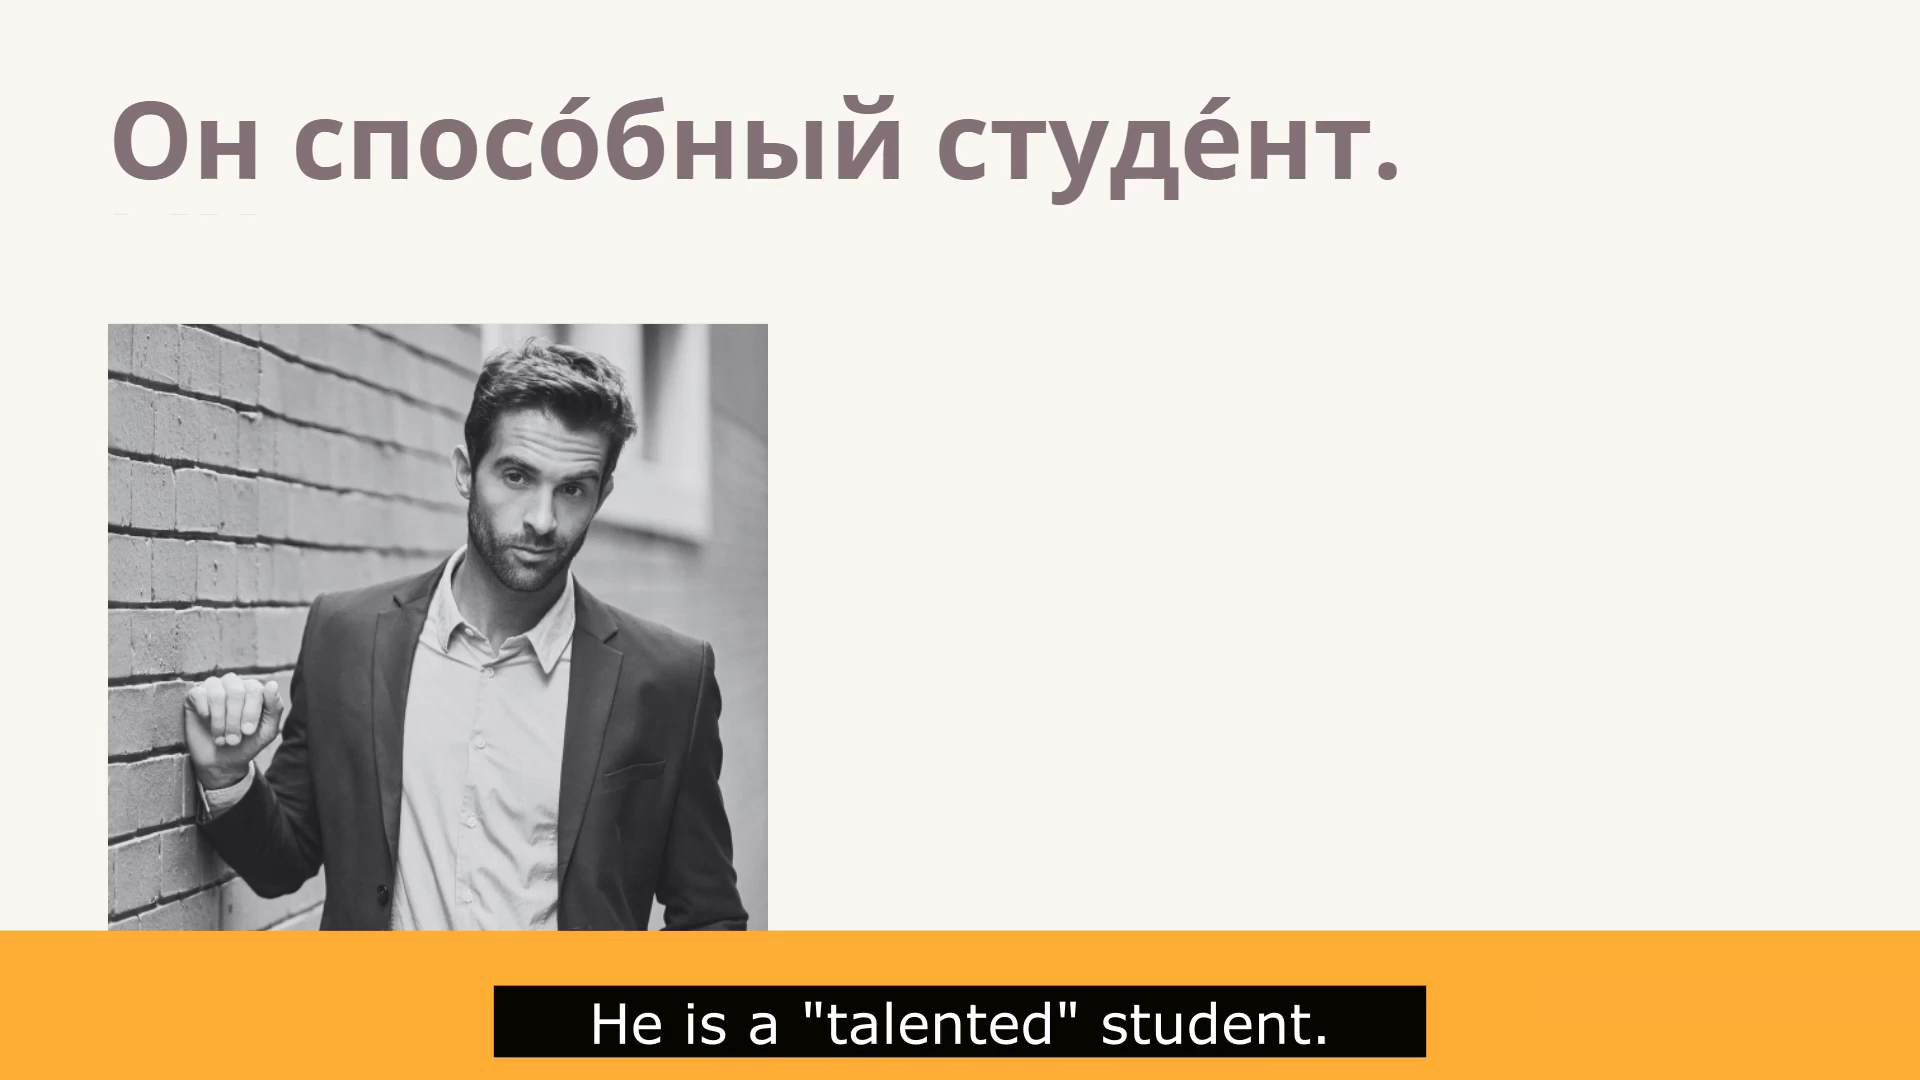 Он спосо́бный студе́нт.
He is a "talented" student.